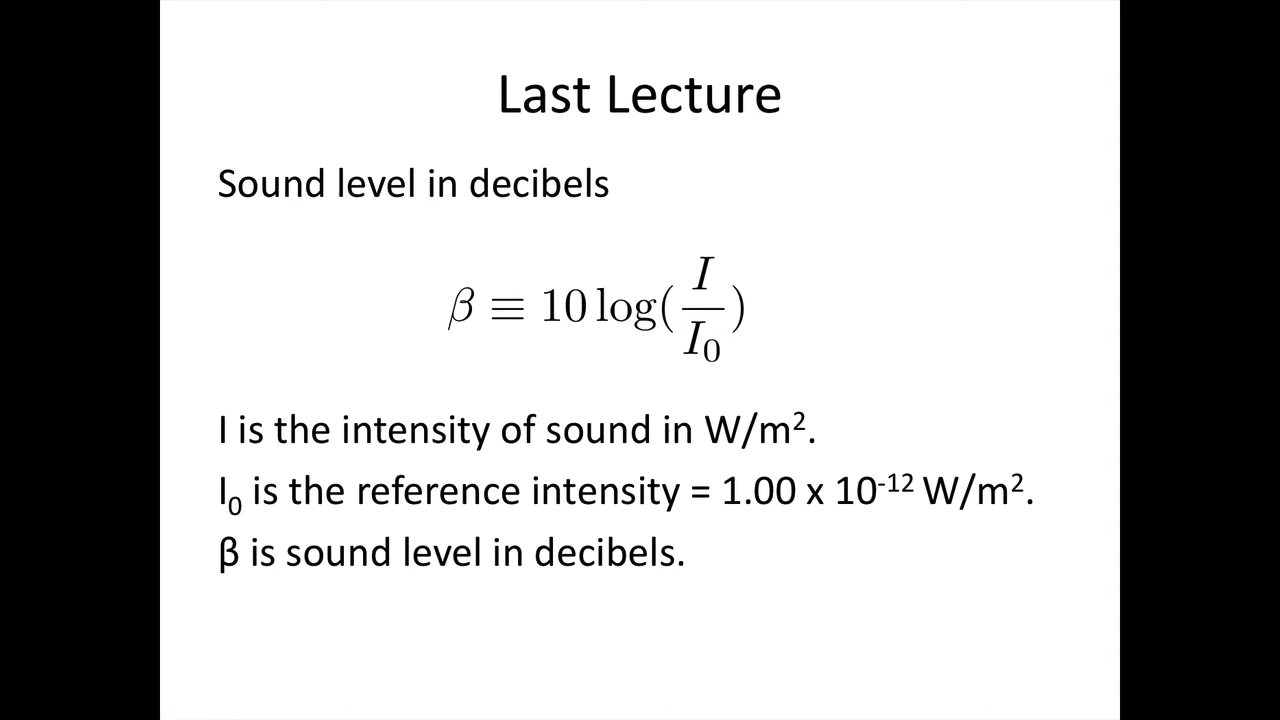 Last Lecture
Sound level in decibels
β ≡ 10 log(I/I₀)
I is the intensity of sound in W/m².
I₀ is the reference intensity = 1.00 x 10⁻¹² W/m².
β is sound level in decibels.